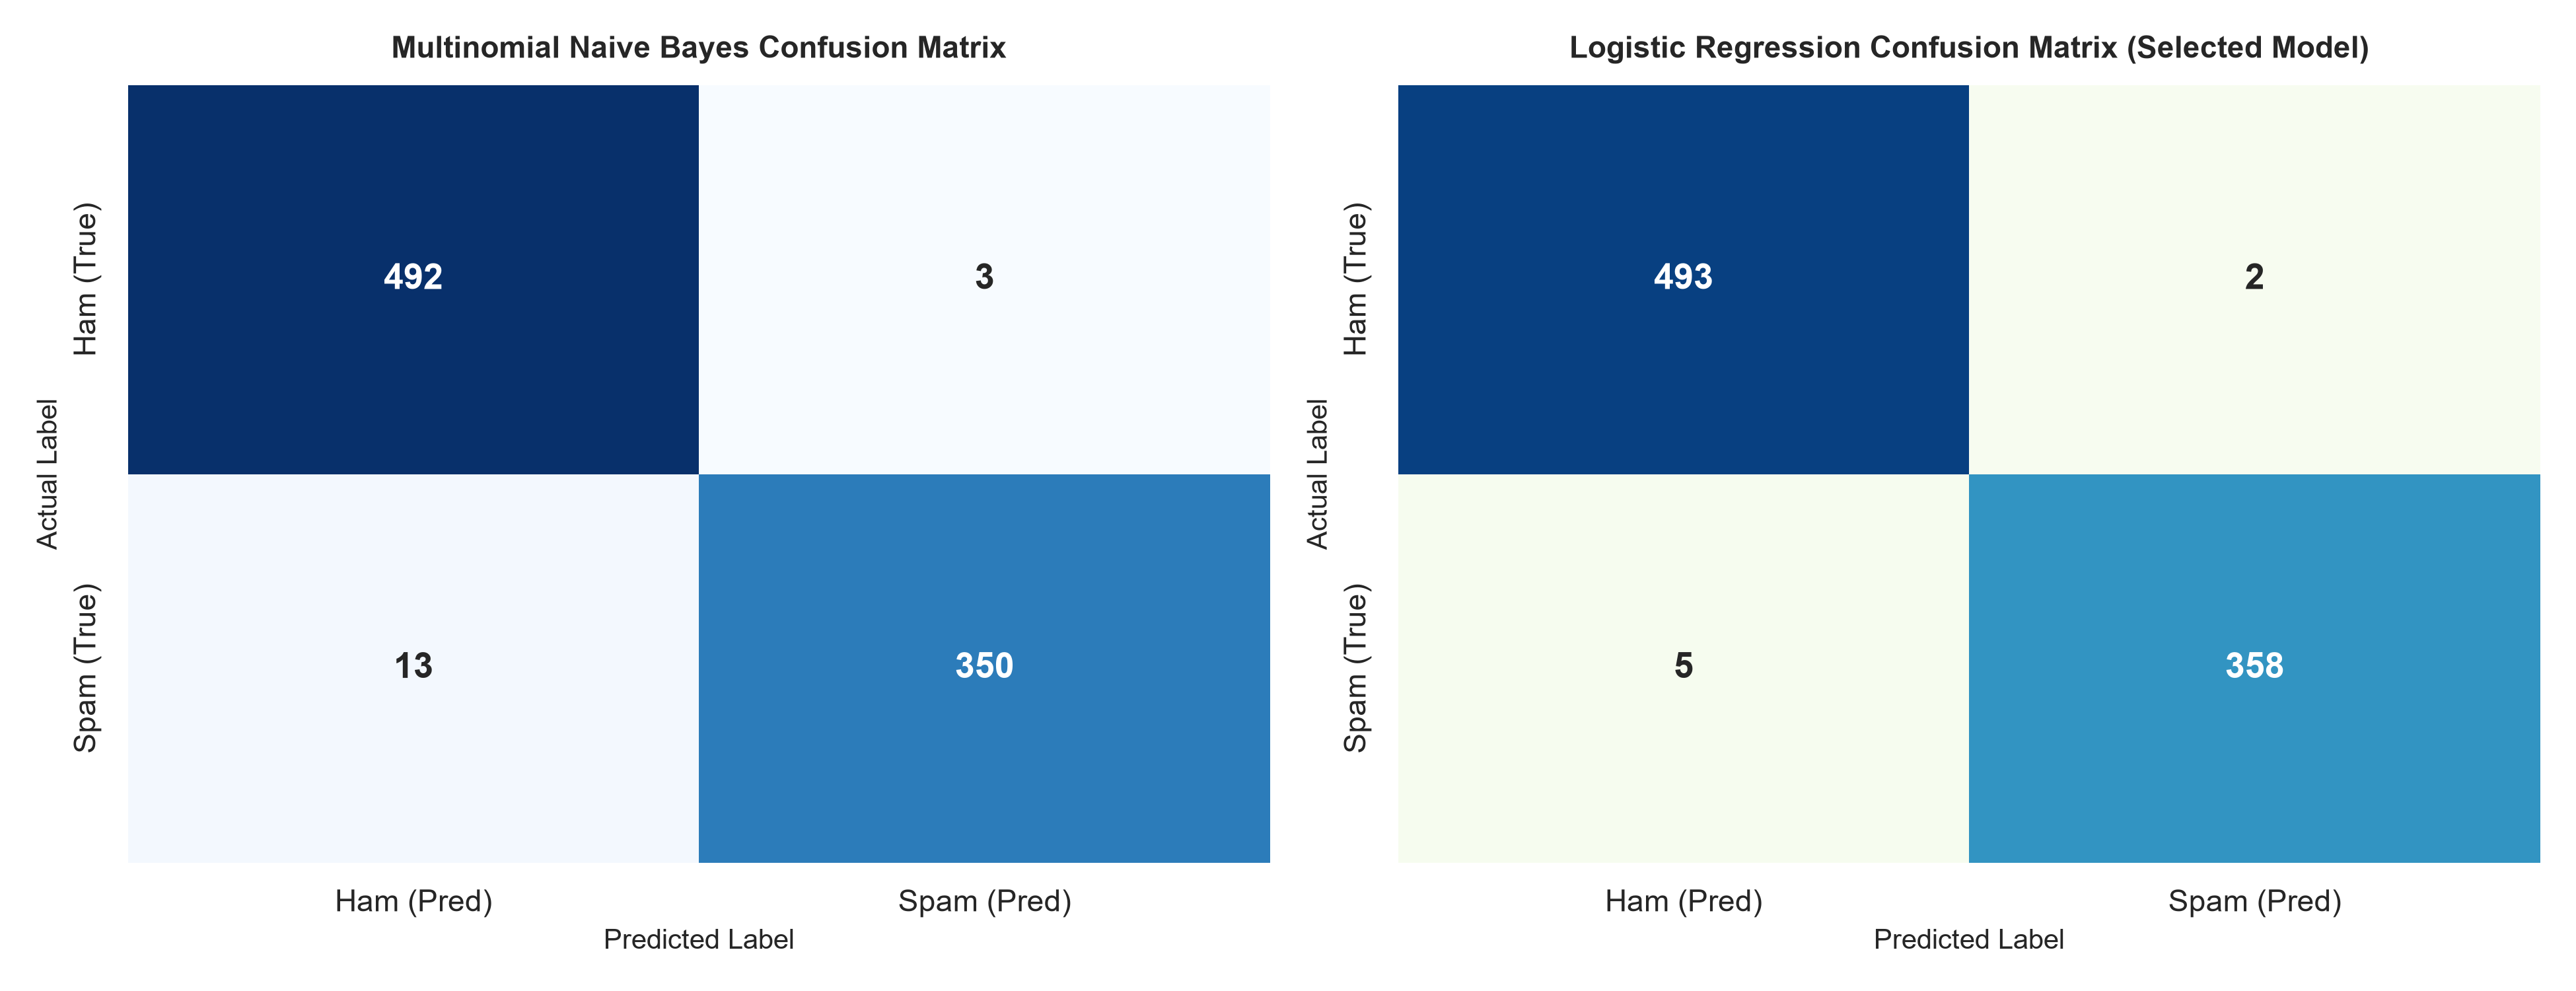 Multinomial Naive Bayes Confusion Matrix
Actual Label
Ham (True)
Spam (True)
492
3
13
350
Ham (Pred)
Spam (Pred)
Predicted Label
Logistic Regression Confusion Matrix (Selected Model)
Actual Label
Ham (True)
Spam (True)
493
2
5
358
Ham (Pred)
Spam (Pred)
Predicted Label